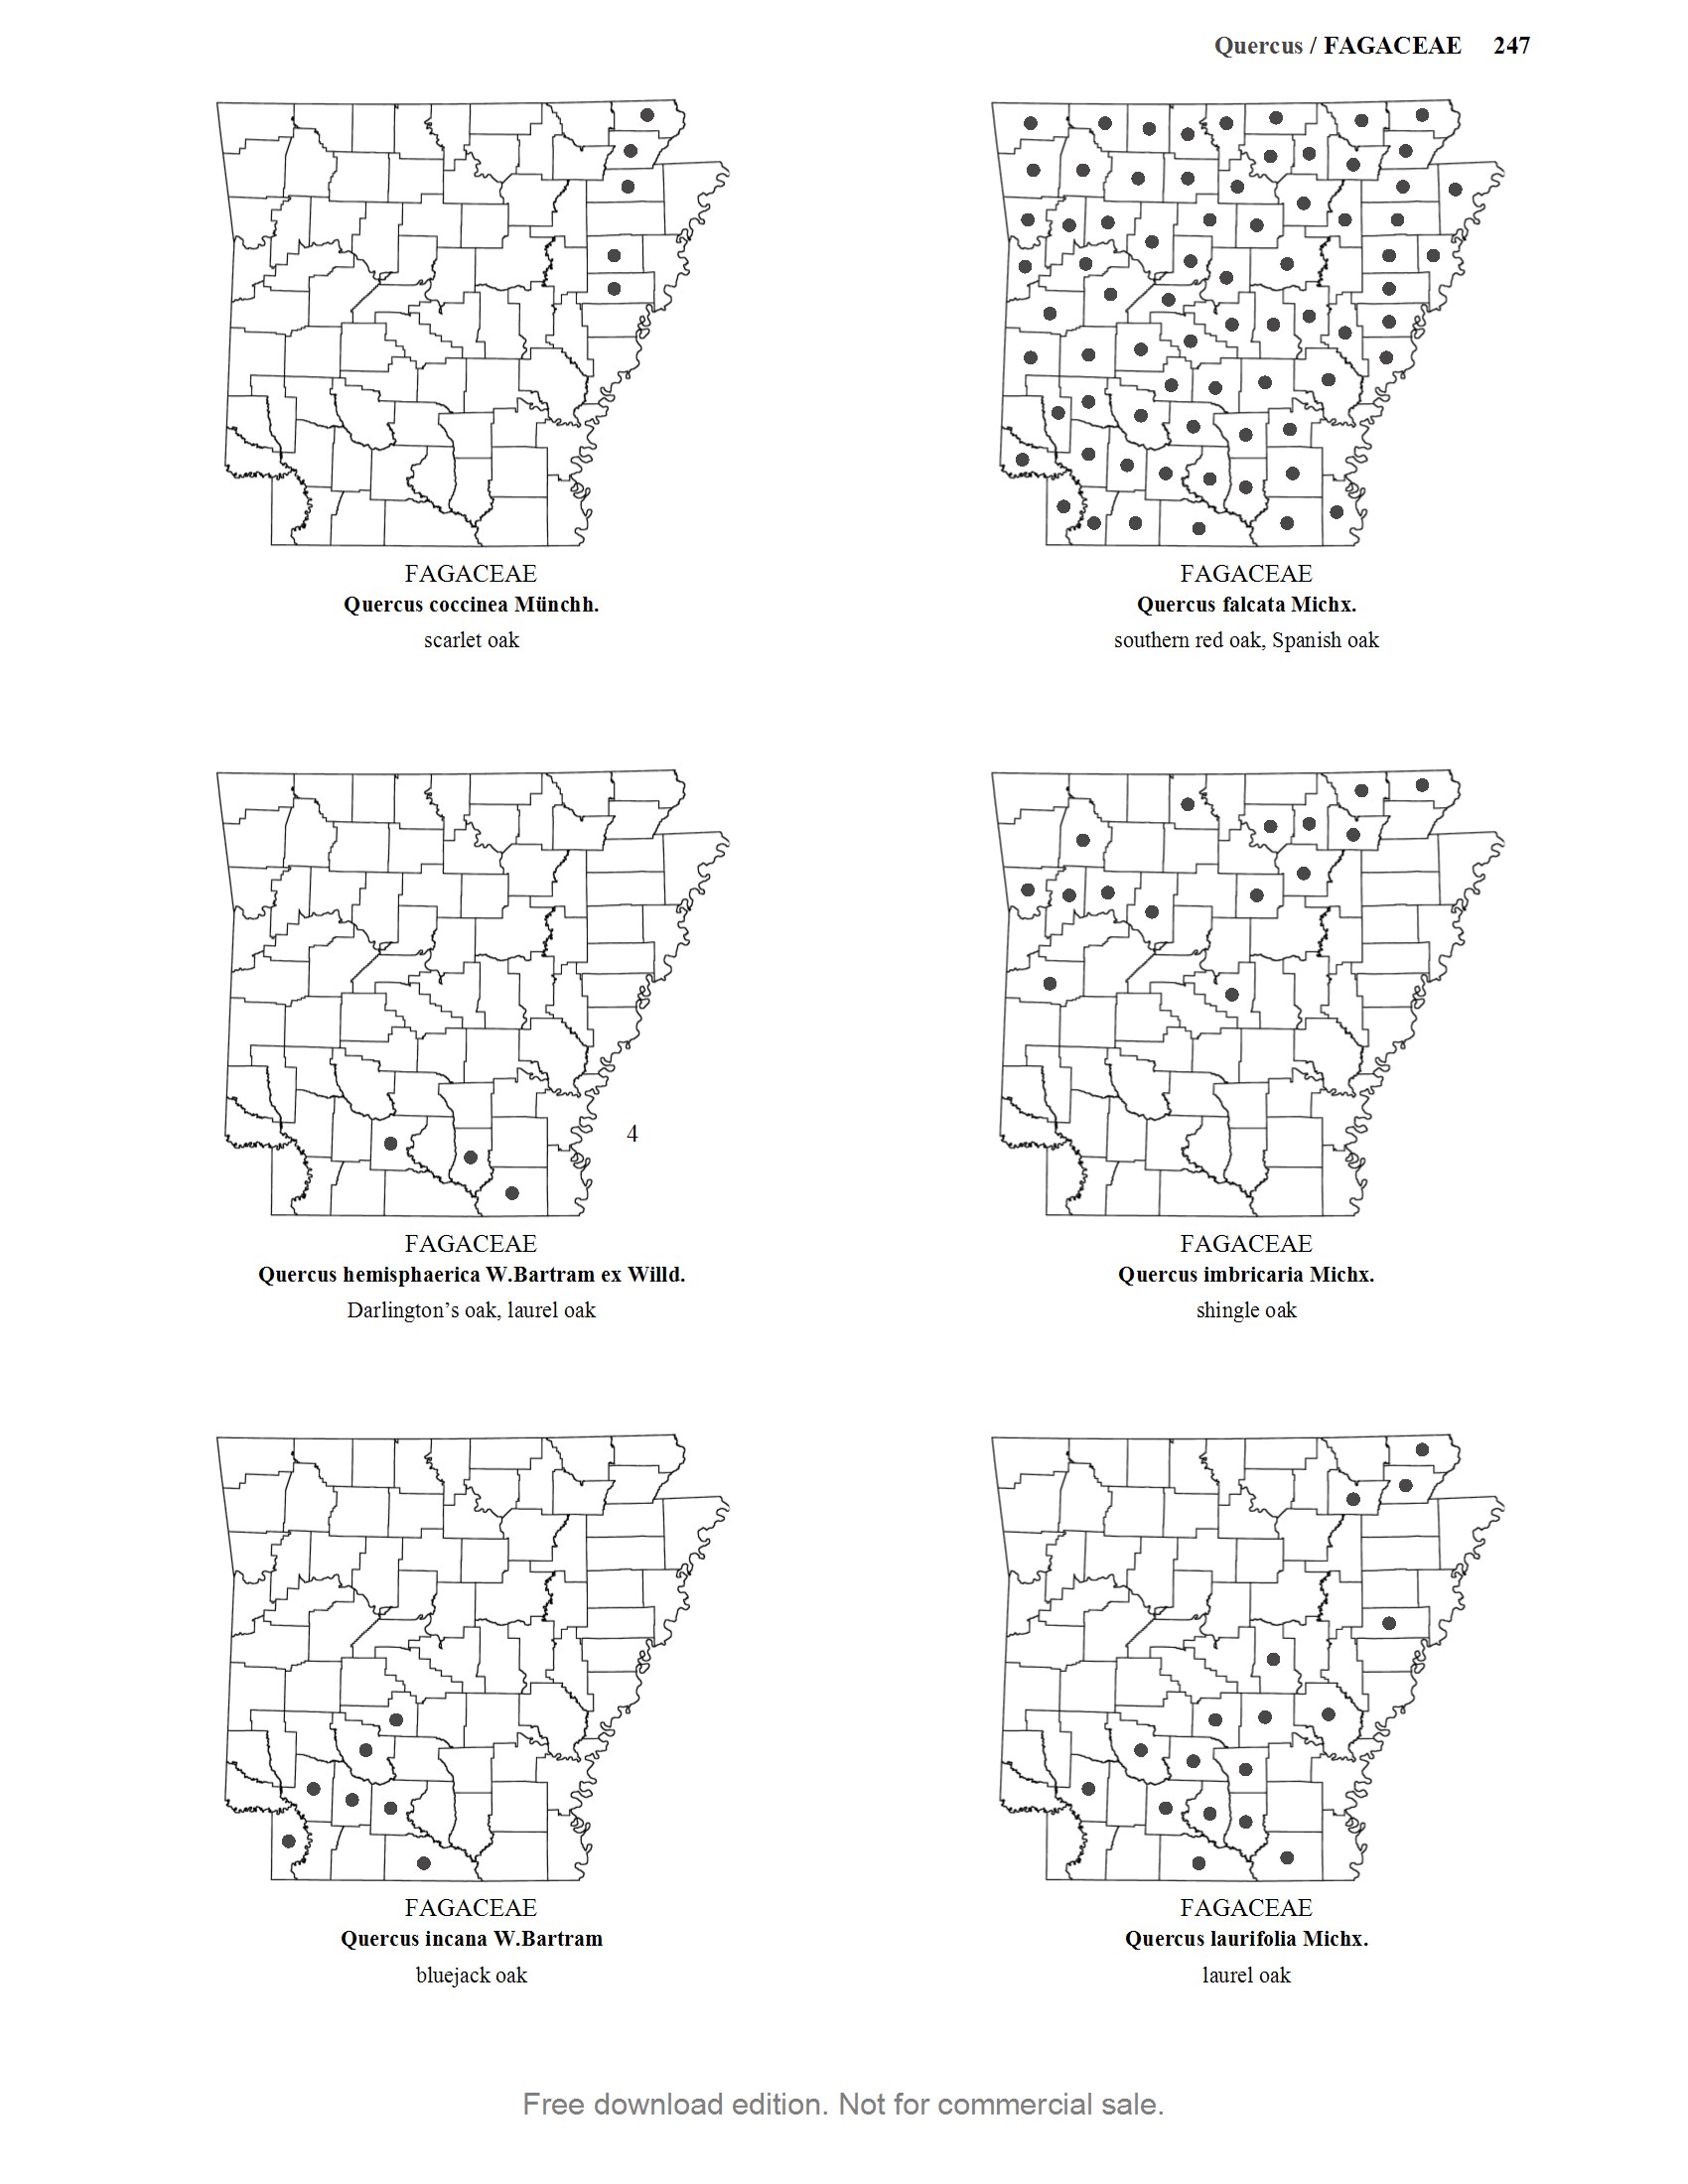 Quercus / FAGACEAE 247
FAGACEAE
Quercus coccinea Münchh.
scarlet oak
FAGACEAE
Quercus falcata Michx.
southern red oak, Spanish oak
4
FAGACEAE
Quercus hemisphaerica W.Bartram ex Willd.
Darlington’s oak, laurel oak
FAGACEAE
Quercus imbricaria Michx.
shingle oak
FAGACEAE
Quercus incana W.Bartram
bluejack oak
FAGACEAE
Quercus laurifolia Michx.
laurel oak
Free download edition. Not for commercial sale.